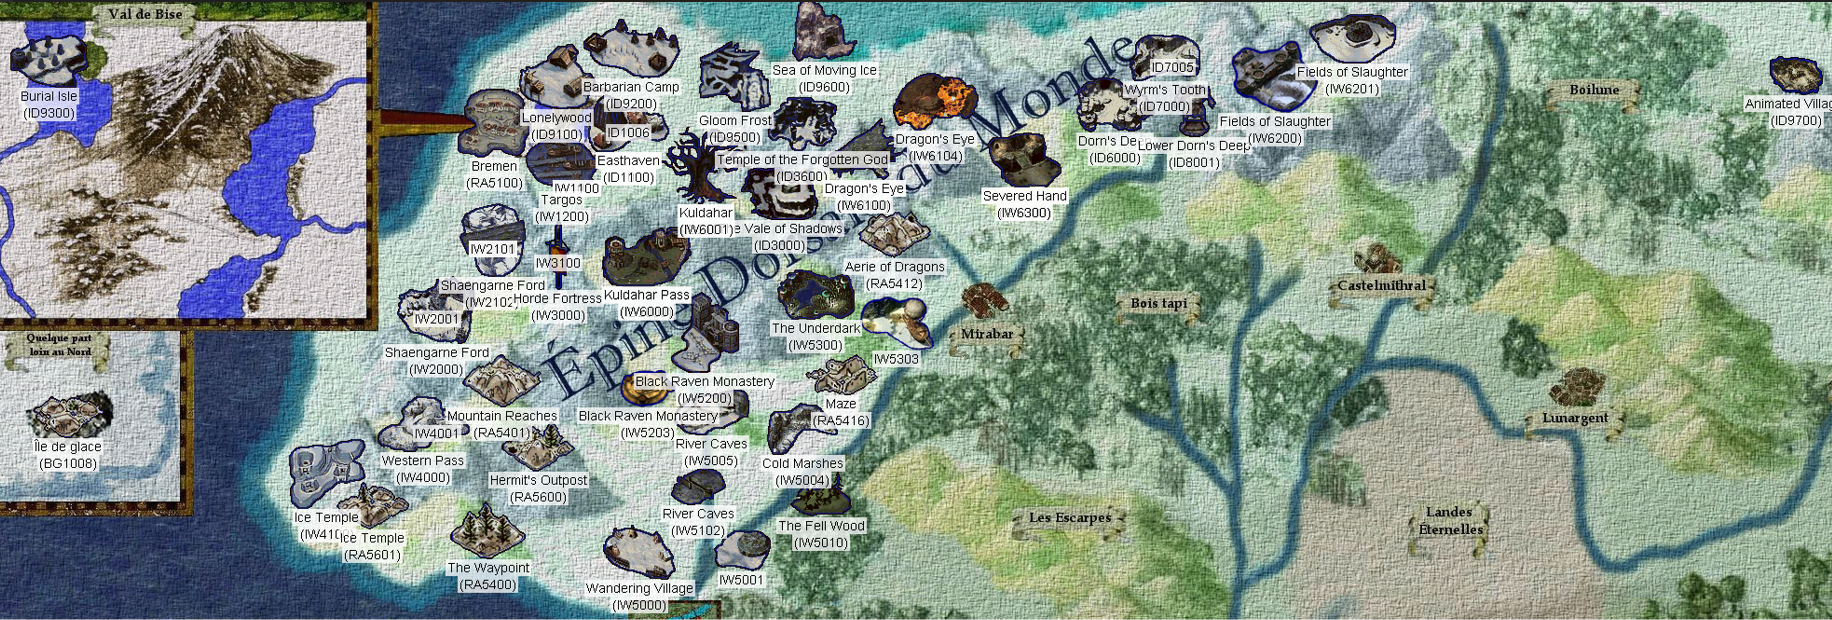 Val de Bise
Burial Isle
(ID9300)
Quelque part
loin au Nord
Île de glace
(BG1008)
Épine Dorsale du Monde
Barbarian Camp
(ID9200)
Lonelywood
(ID9100)
ID1006
Bremen
(RA5100)
Easthaven
(ID1100)
IW1100
Targos
(IW1200)
Gloom Frost
(ID9500)
Sea of Moving Ice
(ID9600)
Temple of the Forgotten God
(ID3600)
Dragon's Eye
(IW6104)
Dragon's Eye
(IW6100)
Kuldahar
(IW6001)
e Vale of Shadows
(ID3000)
Severed Hand
(IW6300)
Dorn's De
(ID6000)
ID7005
Wyrm's Tooth
(ID7000)
Lower Dorn's Deep
(ID8001)
Fields of Slaughter
(IW6200)
Fields of Slaughter
(IW6201)
Boilune
Animated Villag
(ID9700)
IW2101
Shaengarne Ford
(IW2102)
IW3100
Horde Fortress
(IW3000)
Kuldahar Pass
(IW6000)
Aerie of Dragons
(RA5412)
The Underdark
(IW5300)
IW5303
Mirabar
Bois tapi
Castelmithral
IW2001
Shaengarne Ford
(IW2000)
Mountain Reaches
(RA5401)
Black Raven Monastery
(IW5200)
Black Raven Monastery
(IW5203)
Maze
(RA5416)
Lunargent
IW4001
Western Pass
(IW4000)
Hermit's Outpost
(RA5600)
River Caves
(IW5005)
Cold Marshes
(IW5004)
Ice Temple
(IW410
Ice Temple
(RA5601)
River Caves
(IW5102)
The Fell Wood
(IW5010)
Les Escarpes
Landes
Éternelles
The Waypoint
(RA5400)
Wandering Village
(IW5000)
IW5001